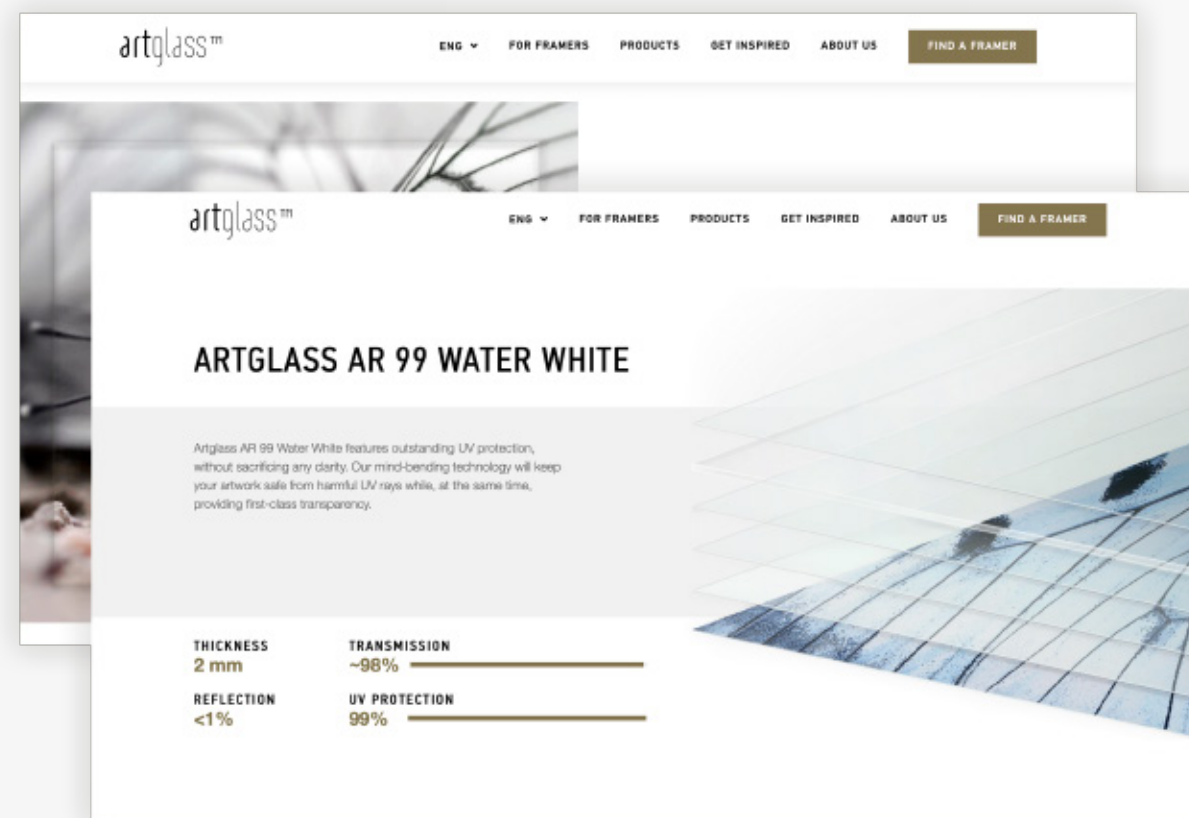 artglass™
ENG FOR FRAMERS PRODUCTS GET INSPIRED ABOUT US FIND A FRAMER
artglass™
ENG FOR FRAMERS PRODUCTS GET INSPIRED ABOUT US FIND A FRAMER
ARTGLASS AR 99 WATER WHITE
Artglass AR 99 Water White features outstanding UV protection,
without sacrificing any clarity. Our mind-bending technology will keep
your artwork safe from harmful UV rays while, at the same time,
providing first-class transparency.
THICKNESS TRANSMISSION
2 mm ~98%
REFLECTION UV PROTECTION
<1% 99%